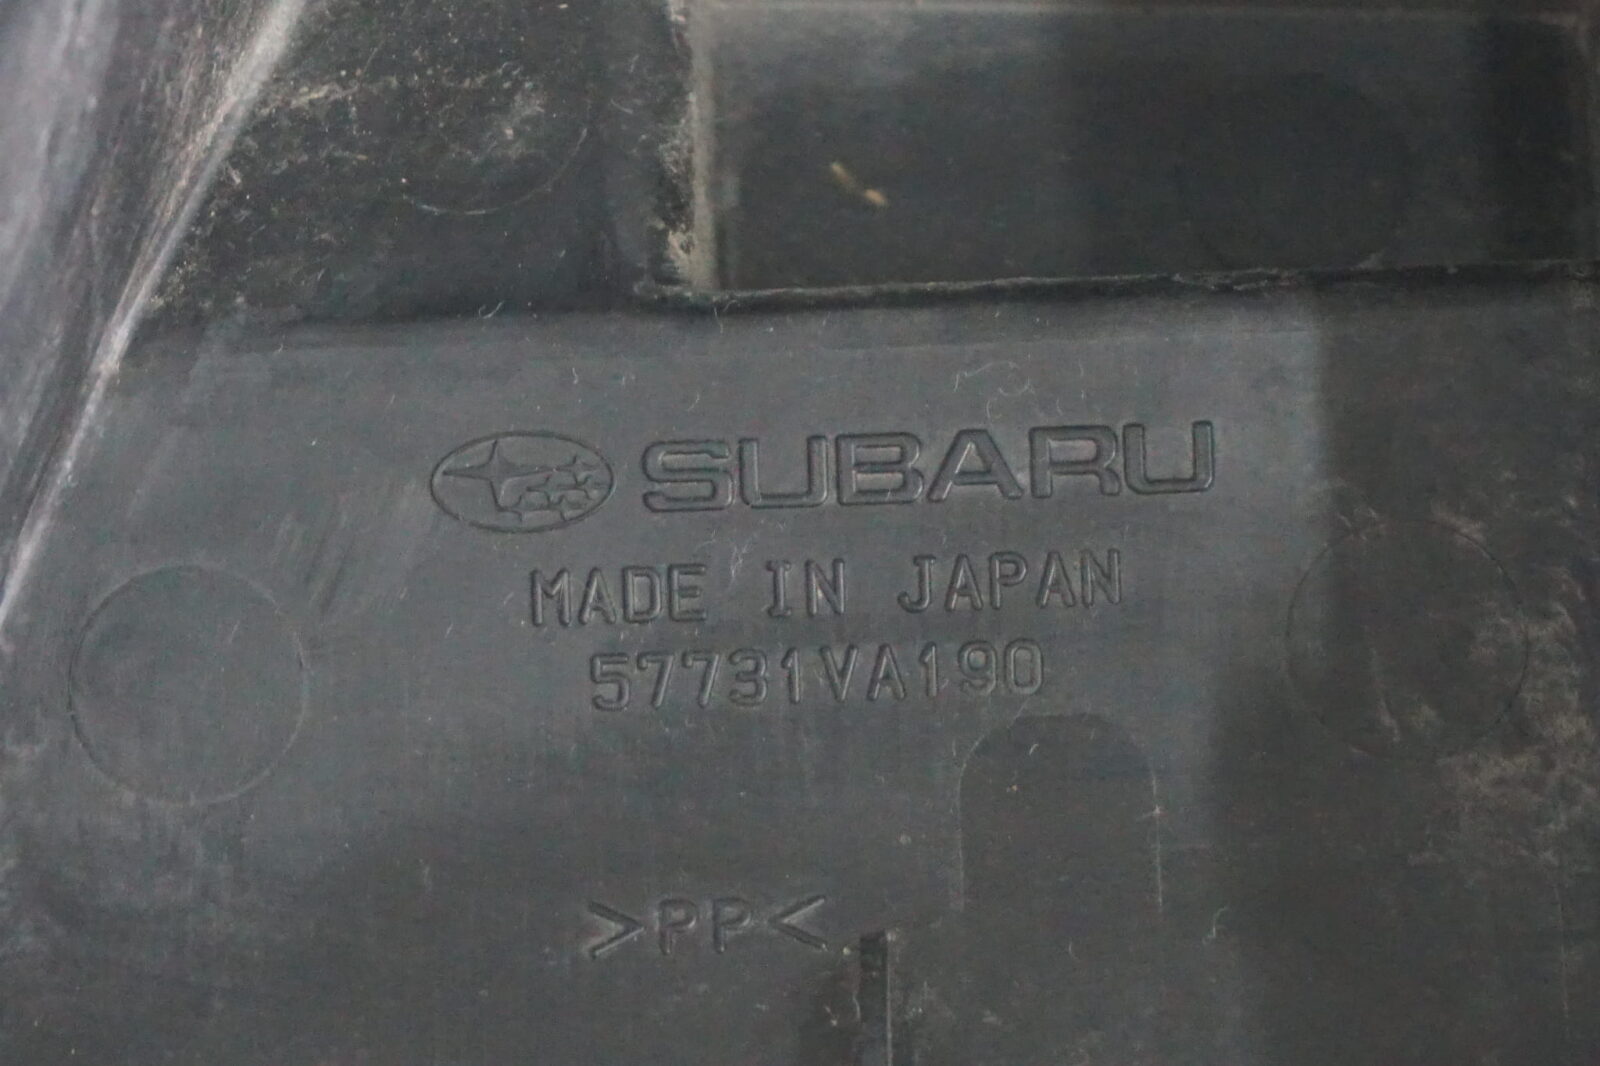 SUBARU
MADE IN JAPAN
57731VA190
>PP<